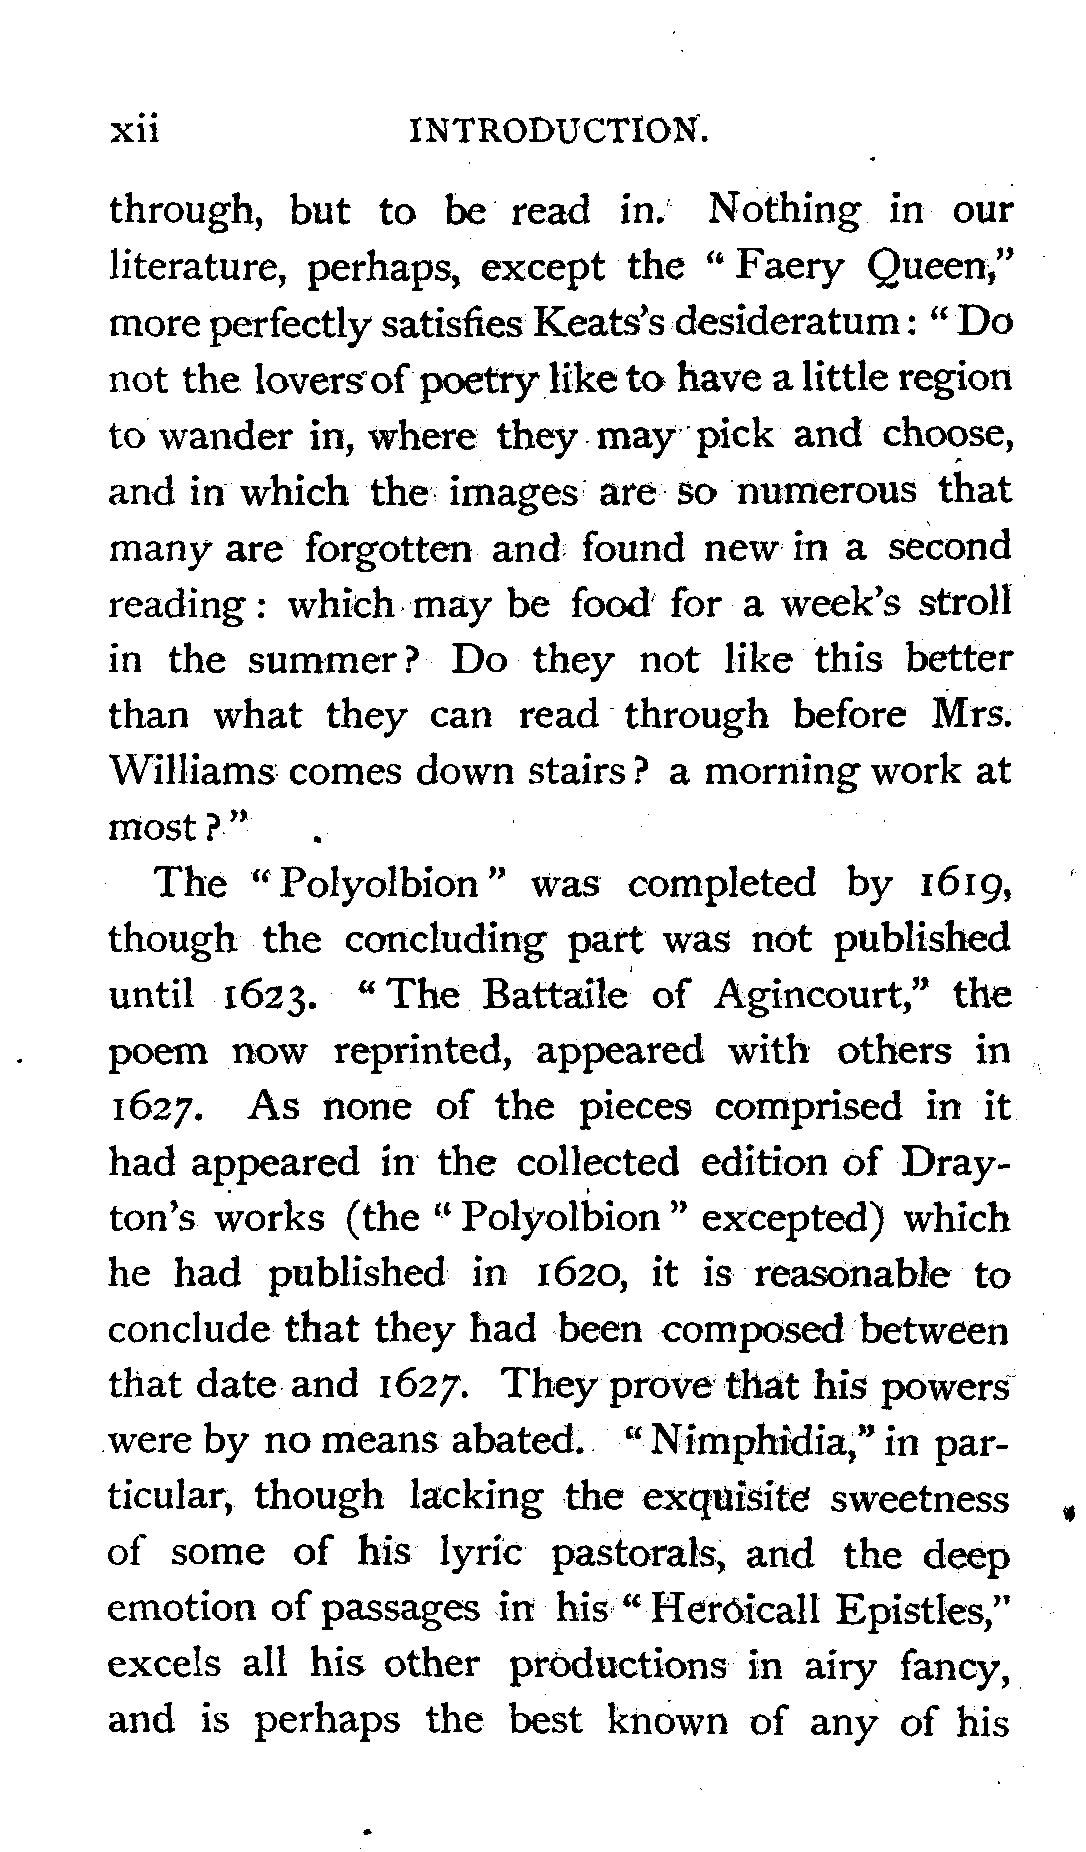 xii INTRODUCTION.
through, but to be read in. Nothing in our
literature, perhaps, except the “ Faery Queen,”
more perfectly satisfies Keats’s desideratum : “ Do
not the lovers of poetry like to have a little region
to wander in, where they may pick and choose,
and in which the images are so numerous that
many are forgotten and found new in a second
reading : which may be food for a week’s stroll
in the summer ? Do they not like this better
than what they can read through before Mrs.
Williams comes down stairs ? a morning work at
most ? ”
The “ Polyolbion ” was completed by 1619,
though the concluding part was not published
until 1623. “ The Battaile of Agincourt,” the
poem now reprinted, appeared with others in
1627. As none of the pieces comprised in it
had appeared in the collected edition of Dray-
ton’s works (the “ Polyolbion ” excepted) which
he had published in 1620, it is reasonable to
conclude that they had been composed between
that date and 1627. They prove that his powers
were by no means abated. “ Nimphidia,” in par-
ticular, though lacking the exquisite sweetness
of some of his lyric pastorals, and the deep
emotion of passages in his “ Heroicall Epistles,”
excels all his other productions in airy fancy,
and is perhaps the best known of any of his